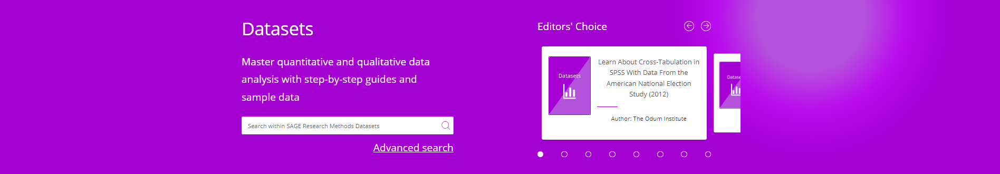 Datasets
Master quantitative and qualitative data
analysis with step-by-step guides and
sample data
Search within SAGE Research Methods Datasets
Advanced search
Editors' Choice
Datasets
Learn About Cross-Tabulation in
SPSS With Data From the
American National Election
Study (2012)
Author: The Odum Institute